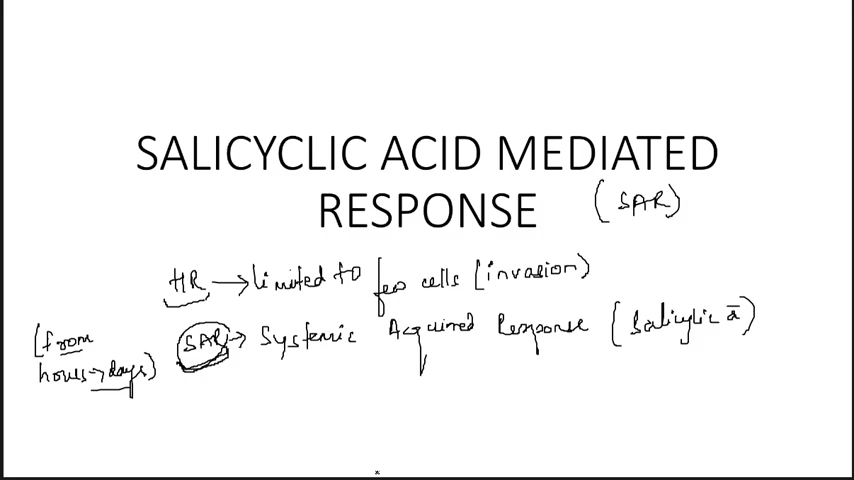 SALICYCLIC ACID MEDIATED
RESPONSE (SAR)
HR → limited to few cells (invasion)
SAR → Systemic Acquired Response (Salicylic ā)
[from
hours → days)